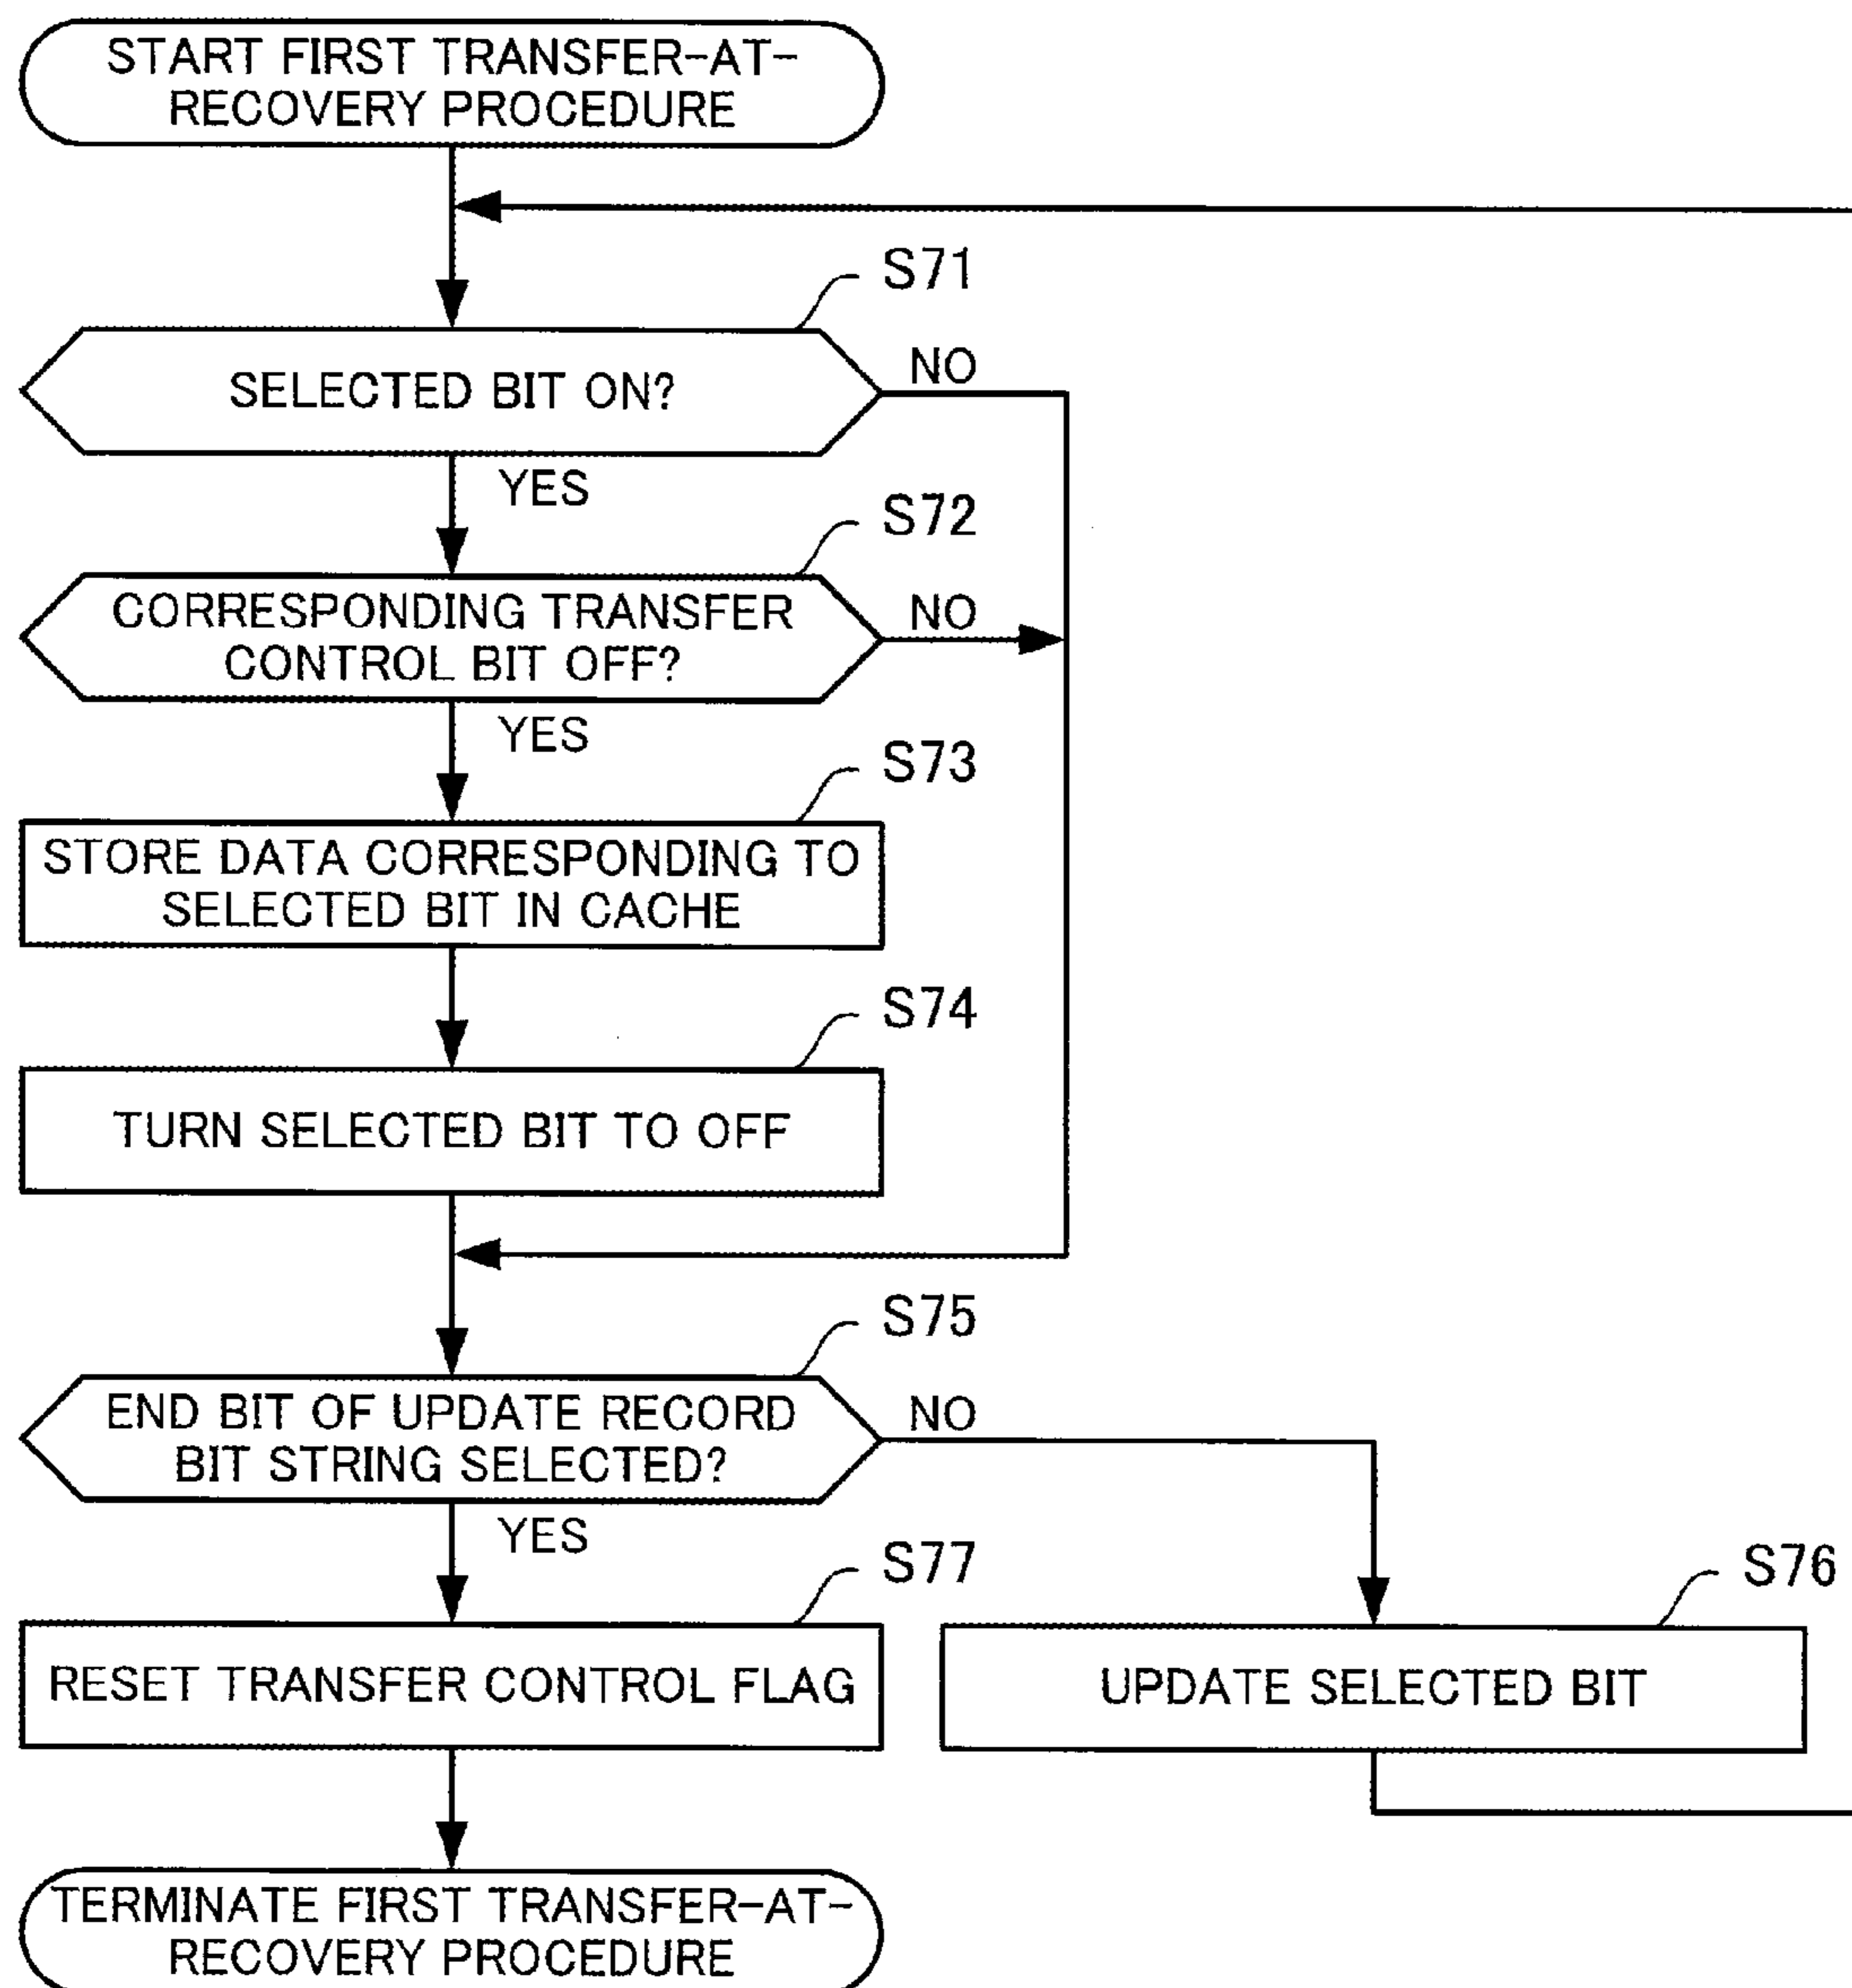 START FIRST TRANSFER-AT-
RECOVERY PROCEDURE
S71
SELECTED BIT ON?
NO
YES
S72
CORRESPONDING TRANSFER
CONTROL BIT OFF?
NO
YES
S73
STORE DATA CORRESPONDING TO
SELECTED BIT IN CACHE
S74
TURN SELECTED BIT TO OFF
S75
END BIT OF UPDATE RECORD
BIT STRING SELECTED?
NO
YES
S77
RESET TRANSFER CONTROL FLAG
S76
UPDATE SELECTED BIT
TERMINATE FIRST TRANSFER-AT-
RECOVERY PROCEDURE